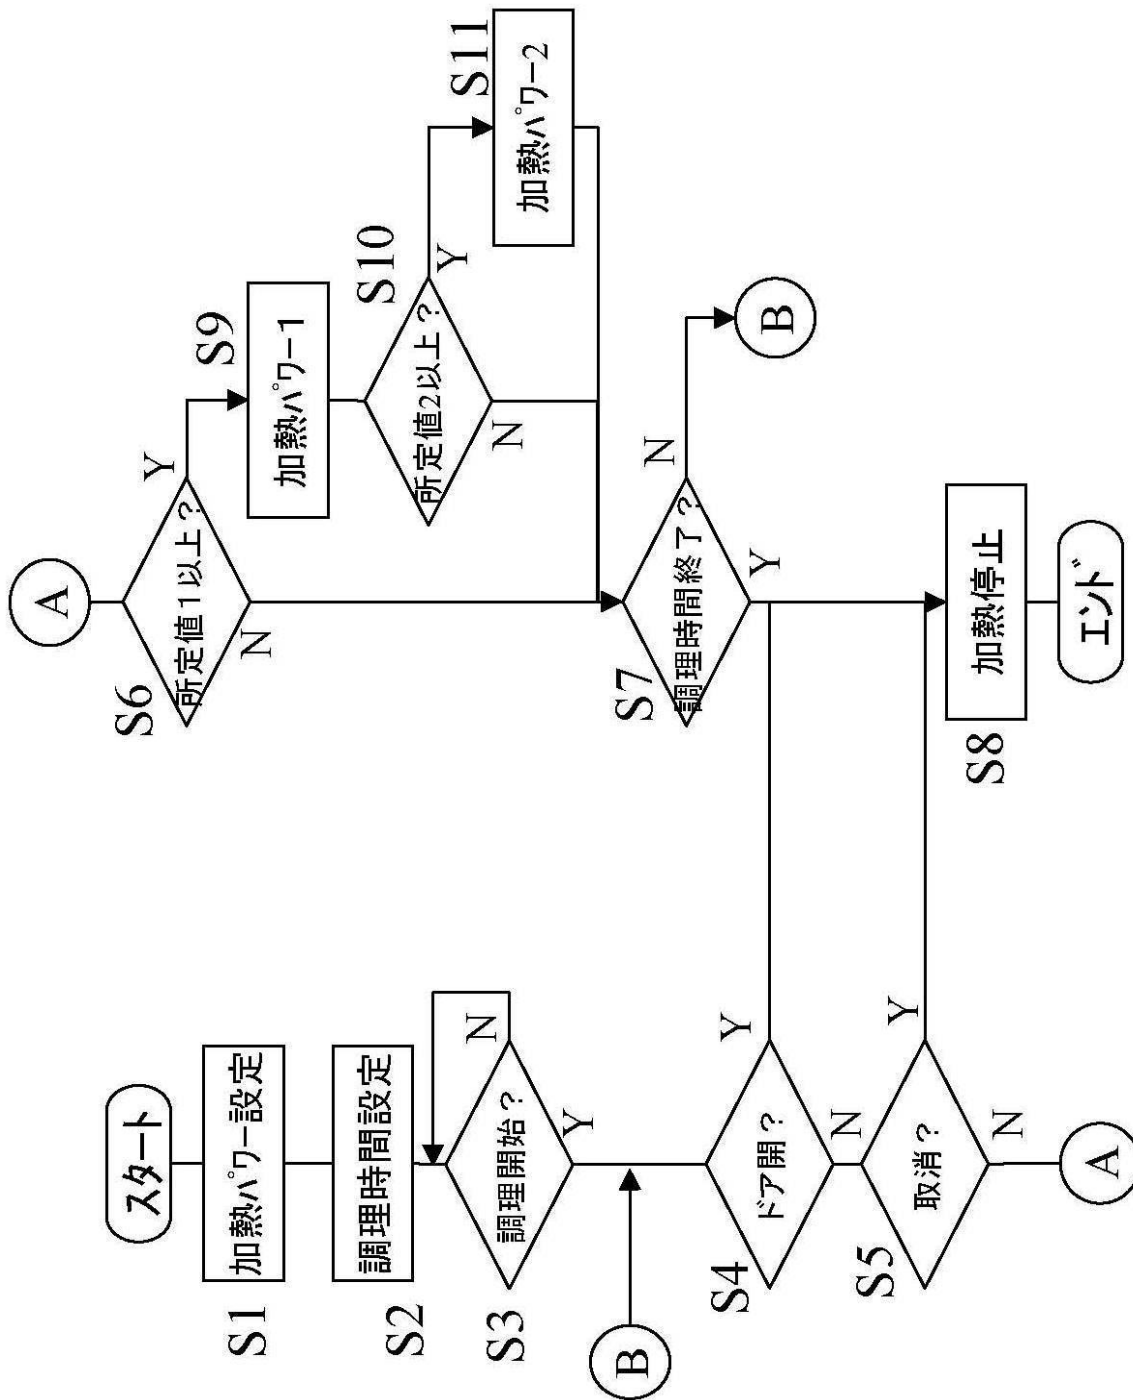 スタート
S1
加熱パワー設定
S2
調理時間設定
S3
調理開始?
N
Y
B
S4
ドア開?
Y
N
S5
取消?
Y
N
A
A
S6
所定値1以上?
Y
N
S9
加熱パワー1
S10
所定値2以上?
Y
N
S11
加熱パワー2
S7
調理時間終了?
N
Y
B
S8
加熱停止
エンド